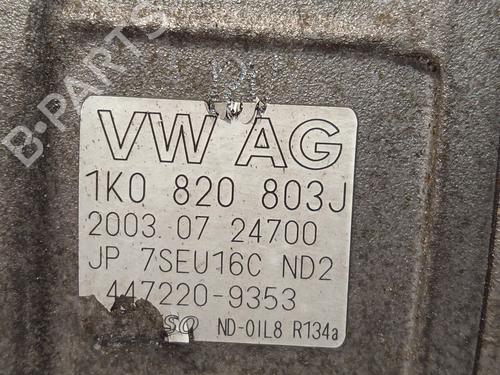 B-PARTS
VW AG
1K0 820 803J
2003.07 24700
JP 7SEU16C ND2
447220-9353
ND-OIL8 R134a